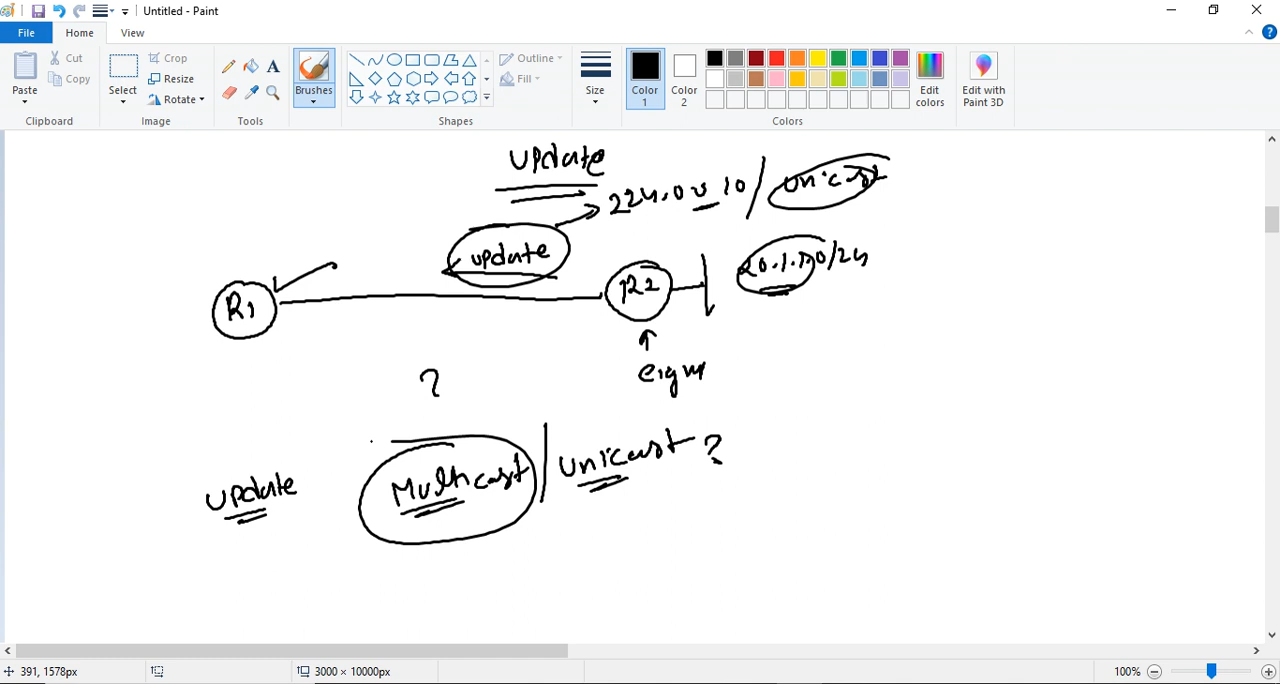 Untitled - Paint
File
Home
View
Paste
Cut
Copy
Clipboard
Select
Crop
Resize
Rotate
Image
A
Tools
Brushes
Outline
Fill
Shapes
Size
Color 1
Color 2
Edit colors
Colors
Edit with Paint 3D
update
224.0.0.10 / unicast
update
R1
R2
20.1.1.0/24
eigrp
?
update
Multicast | unicast ?
391, 1578px
3000 × 10000px
100%